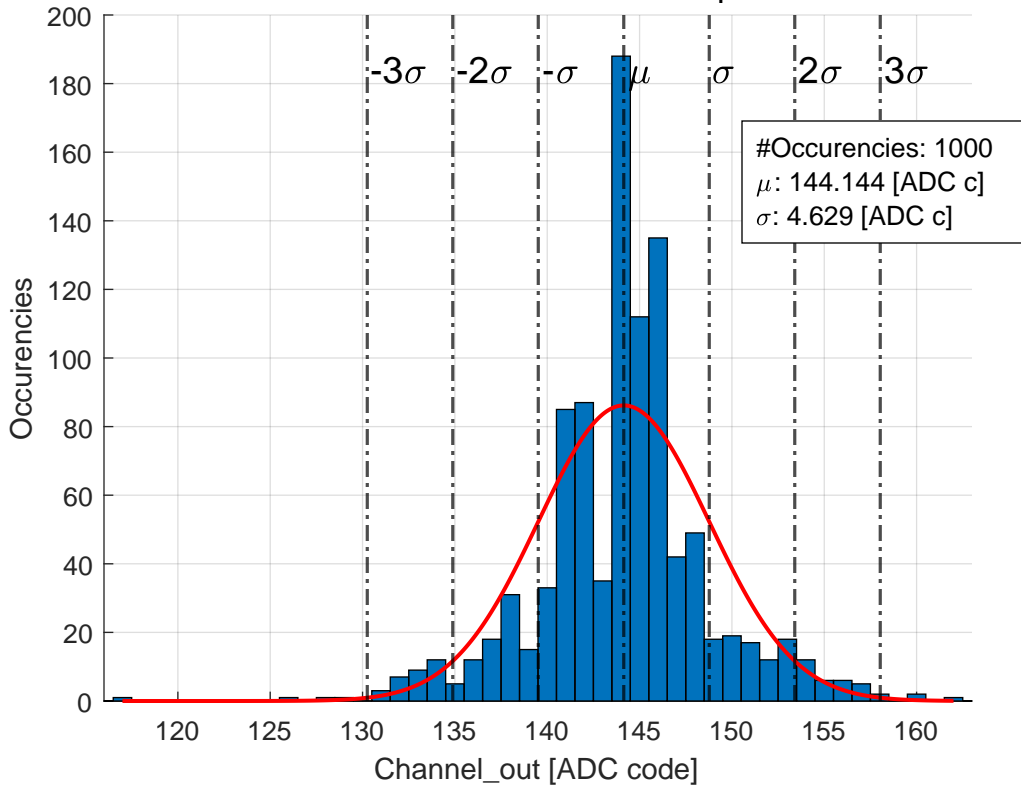 200
180
160
140
120
100
80
60
40
20
0
Occurencies
-3σ -2σ -σ μ σ 2σ 3σ
#Occurencies: 1000
μ: 144.144 [ADC c]
σ: 4.629 [ADC c]
120 125 130 135 140 145 150 155 160
Channel_out [ADC code]